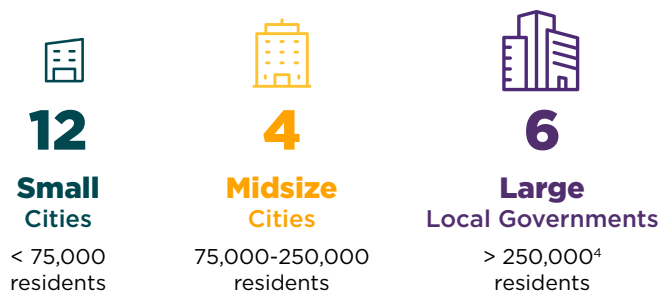 12
Small
Cities
< 75,000
residents
4
Midsize
Cities
75,000-250,000
residents
6
Large
Local Governments
> 250,000⁴
residents